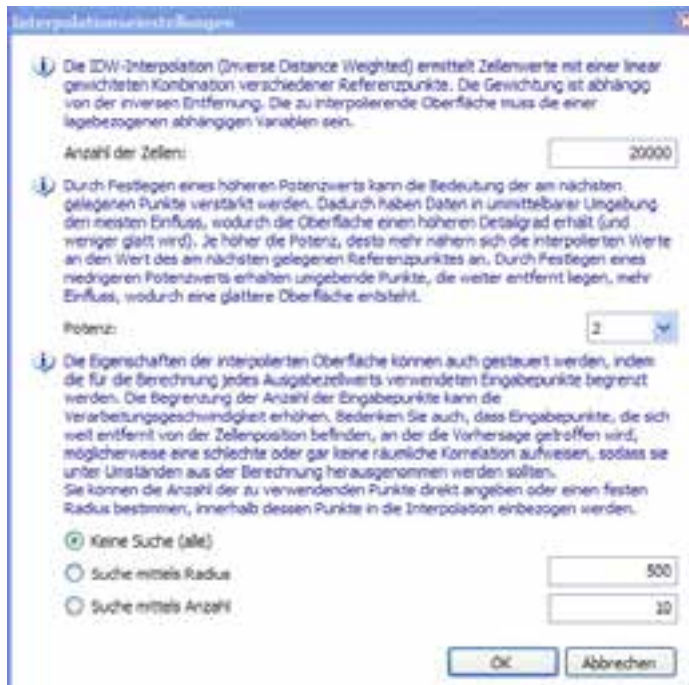 Interpolationseinstellungen
Die IDW-Interpolation (Inverse Distance Weighted) ermittelt Zellenwerte mit einer linear
gewichteten Kombination verschiedener Referenzpunkte. Die Gewichtung ist abhängig
von der inversen Entfernung. Die zu interpolierende Oberfläche muss die einer
lagebezogenen abhängigen Variablen sein.
Anzahl der Zellen: 20000
Durch Festlegen eines höheren Potenzwerts kann die Bedeutung der am nächsten
gelegenen Punkte verstärkt werden. Dadurch haben Daten in unmittelbarer Umgebung
den meisten Einfluss, wodurch die Oberfläche einen höheren Detailgrad erhält (und
weniger glatt wird). Je höher die Potenz, desto mehr nähern sich die interpolierten Werte
an den Wert des am nächsten gelegenen Referenzpunktes an. Durch Festlegen eines
niedrigeren Potenzwerts erhalten umgebende Punkte, die weiter entfernt liegen, mehr
Einfluss, wodurch eine glattere Oberfläche entsteht.
Potenz: 2
Die Eigenschaften der interpolierten Oberfläche können auch gesteuert werden, indem
die für die Berechnung jedes Ausgabezellwerts verwendeten Eingabepunkte begrenzt
werden. Die Begrenzung der Anzahl der Eingabepunkte kann die
Verarbeitungsgeschwindigkeit erhöhen. Bedenken Sie auch, dass Eingabepunkte, die sich
weit entfernt von der Zellenposition befinden, an der die Vorhersage getroffen wird,
möglicherweise eine schlechte oder gar keine räumliche Korrelation aufweisen, sodass sie
unter Umständen aus der Berechnung herausgenommen werden sollten.
Sie können die Anzahl der zu verwendenden Punkte direkt angeben oder einen festen
Radius bestimmen, innerhalb dessen Punkte in die Interpolation einbezogen werden.
Keine Suche (alle)
Suche mittels Radius 500
Suche mittels Anzahl 10
OK Abbrechen